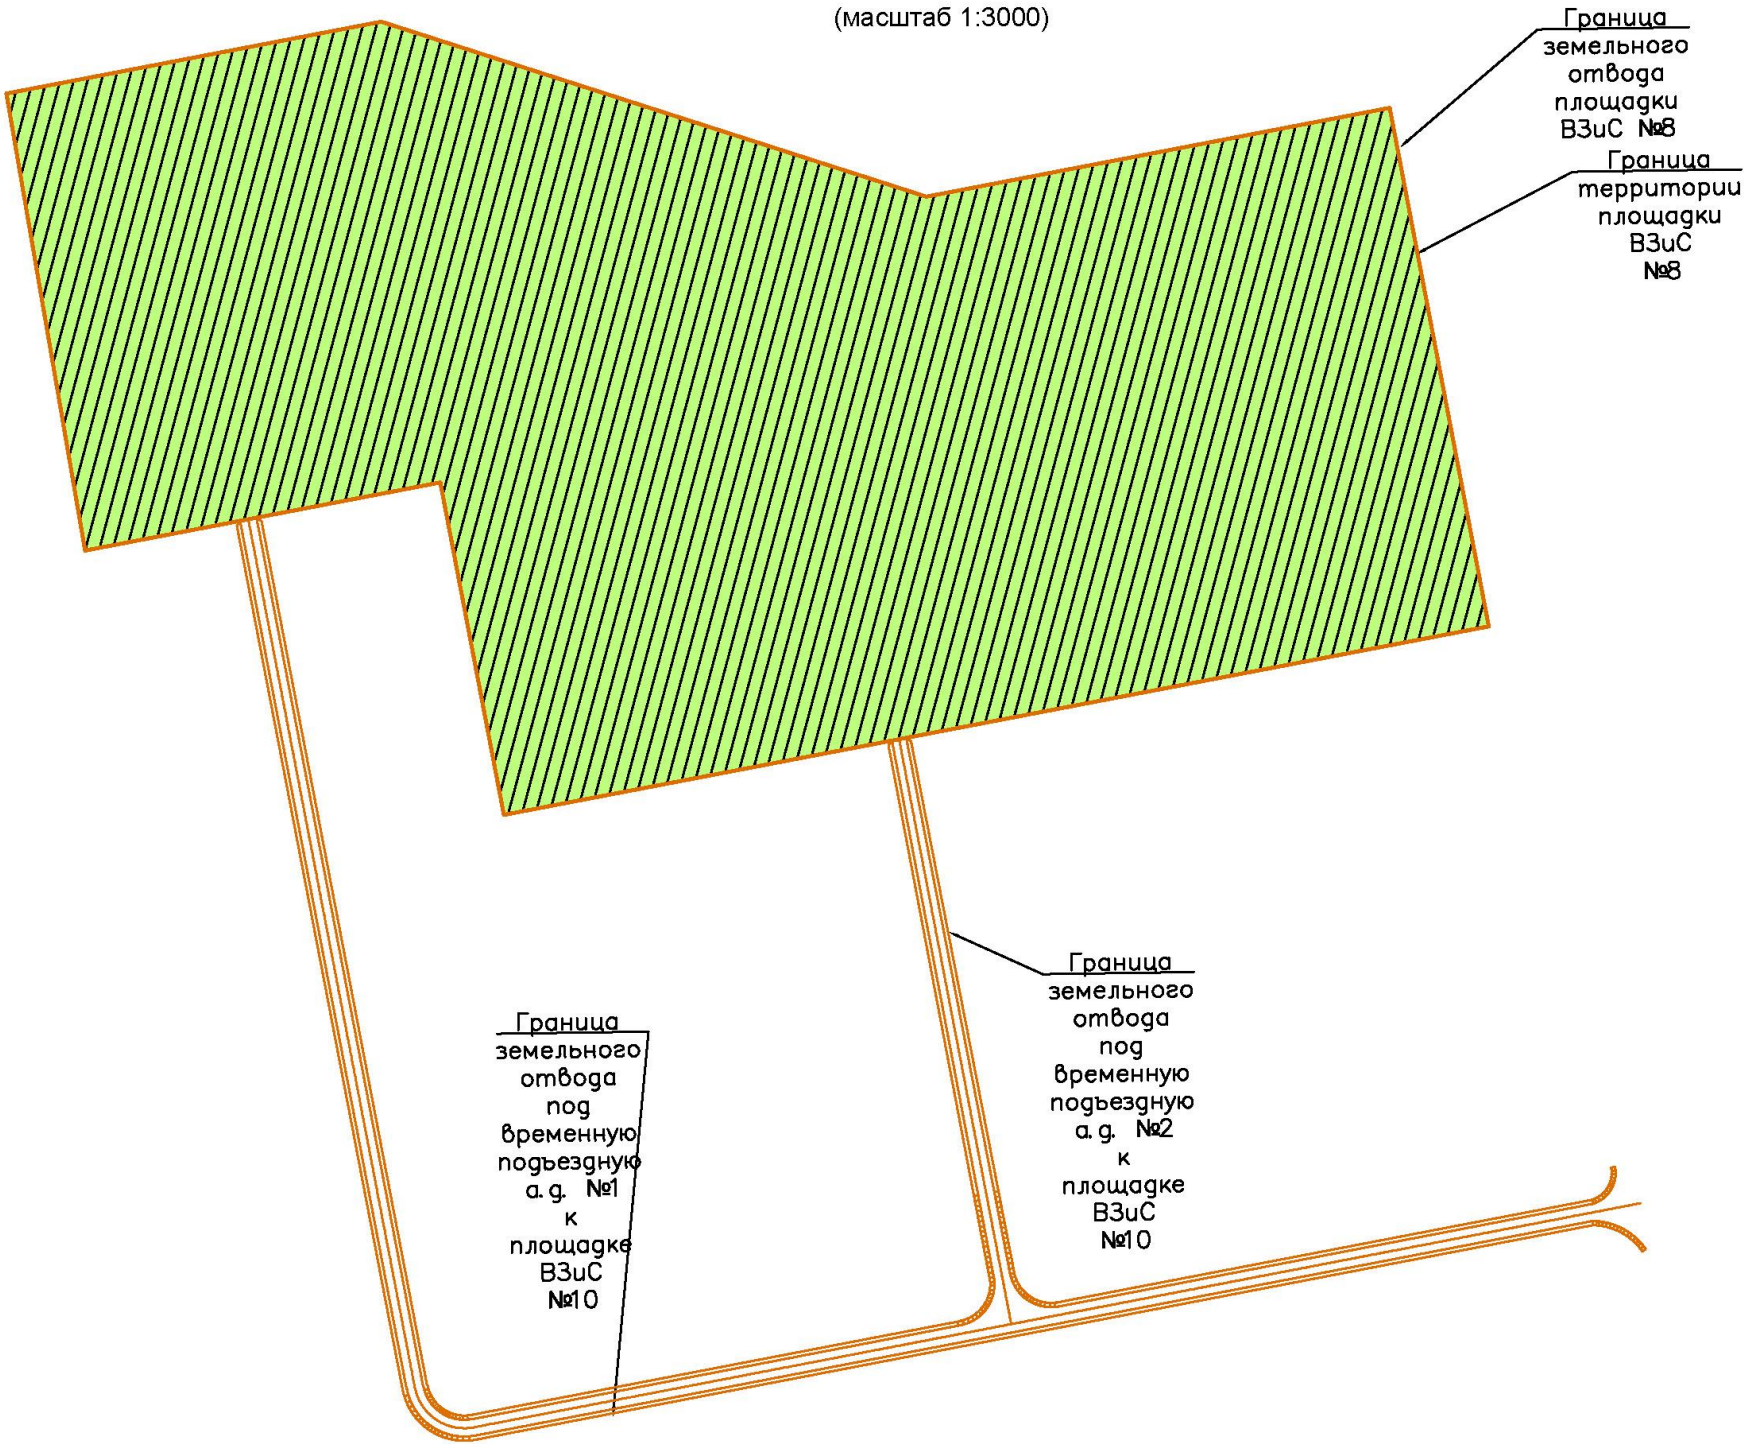 (масштаб 1:3000)
Граница
земельного
отвода
площадки
ВЗиС №8
Граница
территории
площадки
ВЗиС
№8
Граница
земельного
отвода
под
временную
подъездную
а.д. №2
к
площадке
ВЗиС
№10
Граница
земельного
отвода
под
временную
подъездную
а.д. №1
к
площадке
ВЗиС
№10